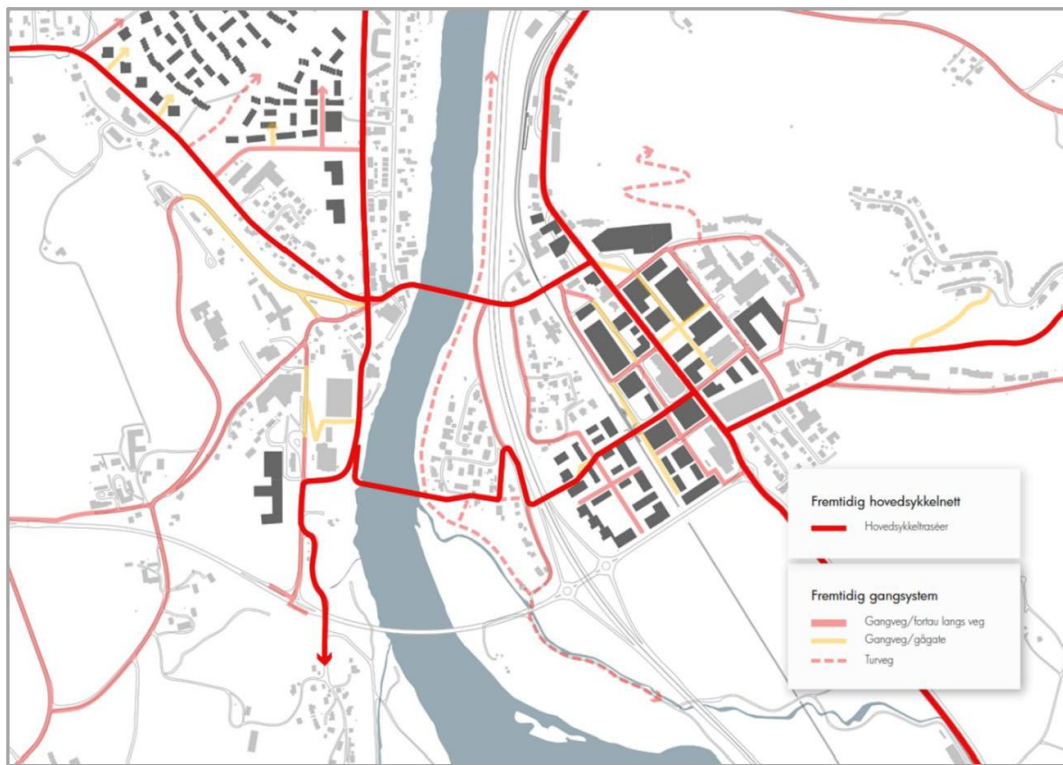 Fremtidig hovedsykkelnett
Hovedsykkeltraséer
Fremtidig gangsystem
Gangveg/fortau langs veg
Gangveg/gågate
Turveg